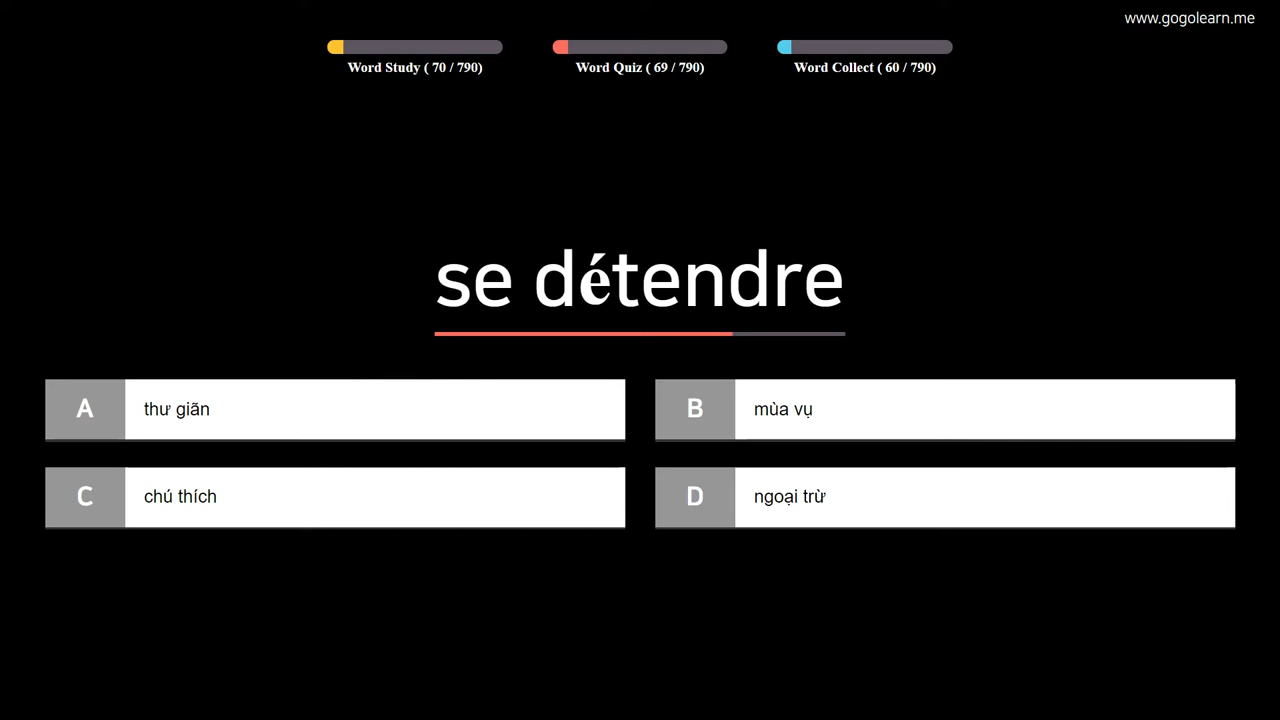 www.gogolearn.me
Word Study ( 70 / 790)
Word Quiz ( 69 / 790)
Word Collect ( 60 / 790)
se détendre
A thư giãn
B mùa vụ
C chú thích
D ngoại trừ